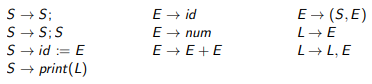 S → S; E → id E → (S, E)
S → S; S E → num L → E
S → id := E E → E + E L → L, E
S → print(L)